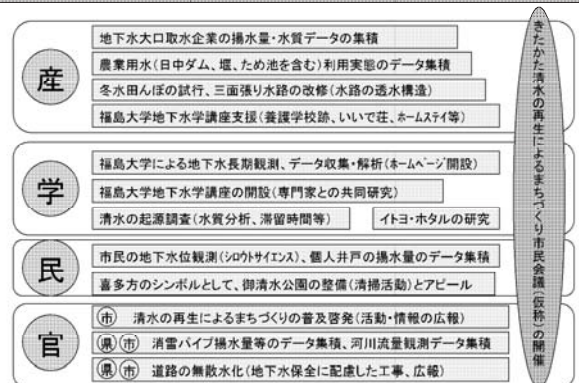 産
地下水大口取水企業の揚水量・水質データの集積
農業用水(日中ダム、堰、ため池を含む)利用実態のデータ集積
冬水田んぼの試行、三面張り水路の改修(水路の透水構造)
福島大学地下水学講座支援(養護学校跡、いいで荘、ホームステイ等)
学
福島大学による地下水長期観測、データ収集・解析(ホームページ開設)
福島大学地下水学講座の開設(専門家との共同研究)
清水の起源調査(水質分析、滞留時間等)
イトヨ・ホタルの研究
民
市民の地下水位観測(シロウトサイエンス)、個人井戸の揚水量のデータ集積
喜多方のシンボルとして、御清水公園の整備(清掃活動)とアピール
官
市 清水の再生によるまちづくりの普及啓発(活動・情報の広報)
県 市 消雪パイプ揚水量等のデータ集積、河川流量観測データ集積
県 市 道路の無散水化(地下水保全に配慮した工事、広報)
きたかた清水の再生によるまちづくり市民会議(仮称)の開催